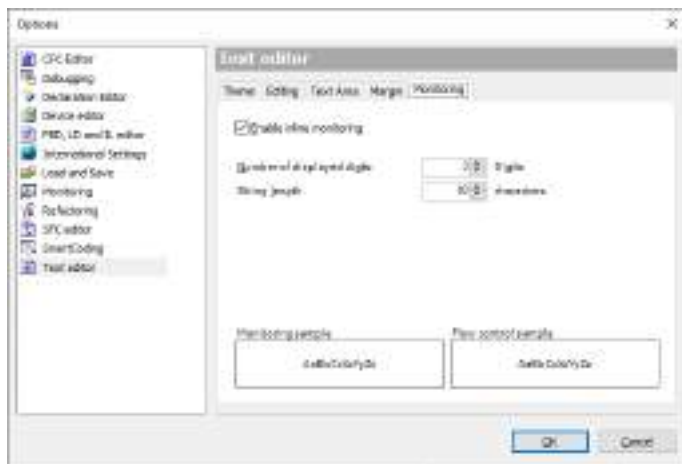 Options
CFC Editor
Debugging
Declaration Editor
Device editor
FBD, LD and IL editor
International Settings
Load and Save
Monitoring
Refactoring
SFC editor
SmartCoding
Text editor
Text editor
Theme Editing Text Area Margin Monitoring
Enable inline monitoring
Number of displayed digits Digits
String length characters
Monitoring sample Flow control sample
AaBbCcXxYyZz AaBbCcXxYyZz
OK Cancel